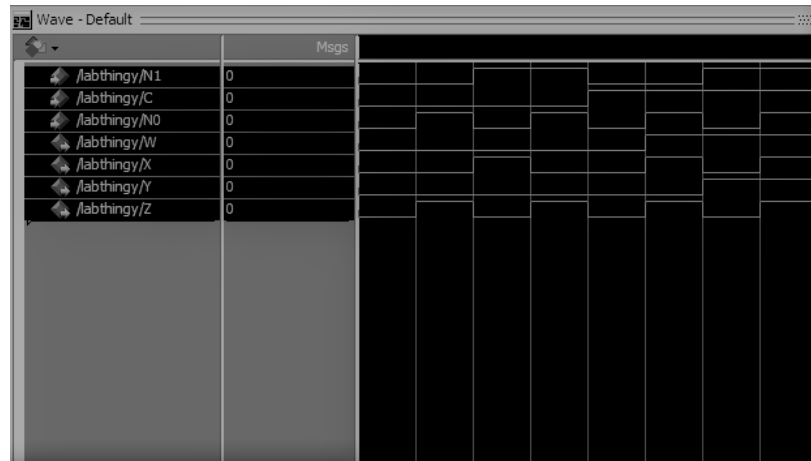 Wave - Default
Msgs
/labthingy/N1 0
/labthingy/C 0
/labthingy/N0 0
/labthingy/W 0
/labthingy/X 0
/labthingy/Y 0
/labthingy/Z 0